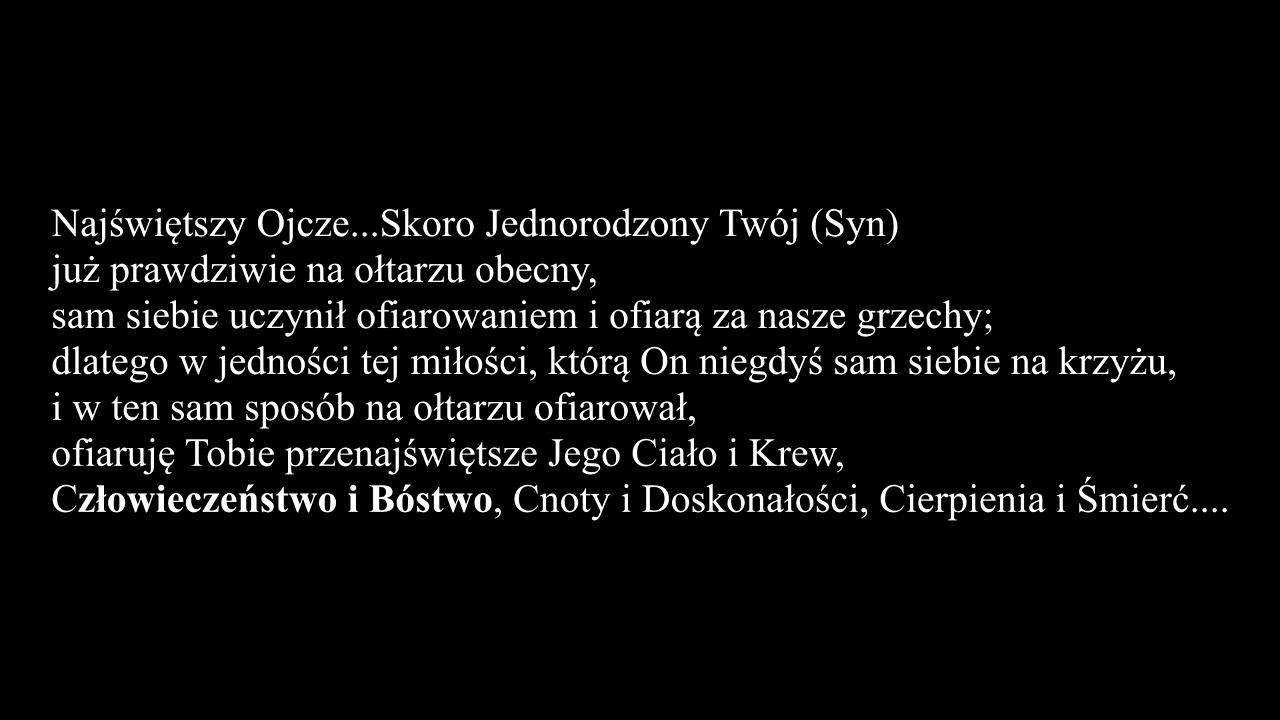 Najświętszy Ojcze...Skoro Jednorodzony Twój (Syn)
już prawdziwie na ołtarzu obecny,
sam siebie uczynił ofiarowaniem i ofiarą za nasze grzechy;
dlatego w jedności tej miłości, którą On niegdyś sam siebie na krzyżu,
i w ten sam sposób na ołtarzu ofiarował,
ofiaruję Tobie przenajświętsze Jego Ciało i Krew,
Człowieczeństwo i Bóstwo, Cnoty i Doskonałości, Cierpienia i Śmierć....